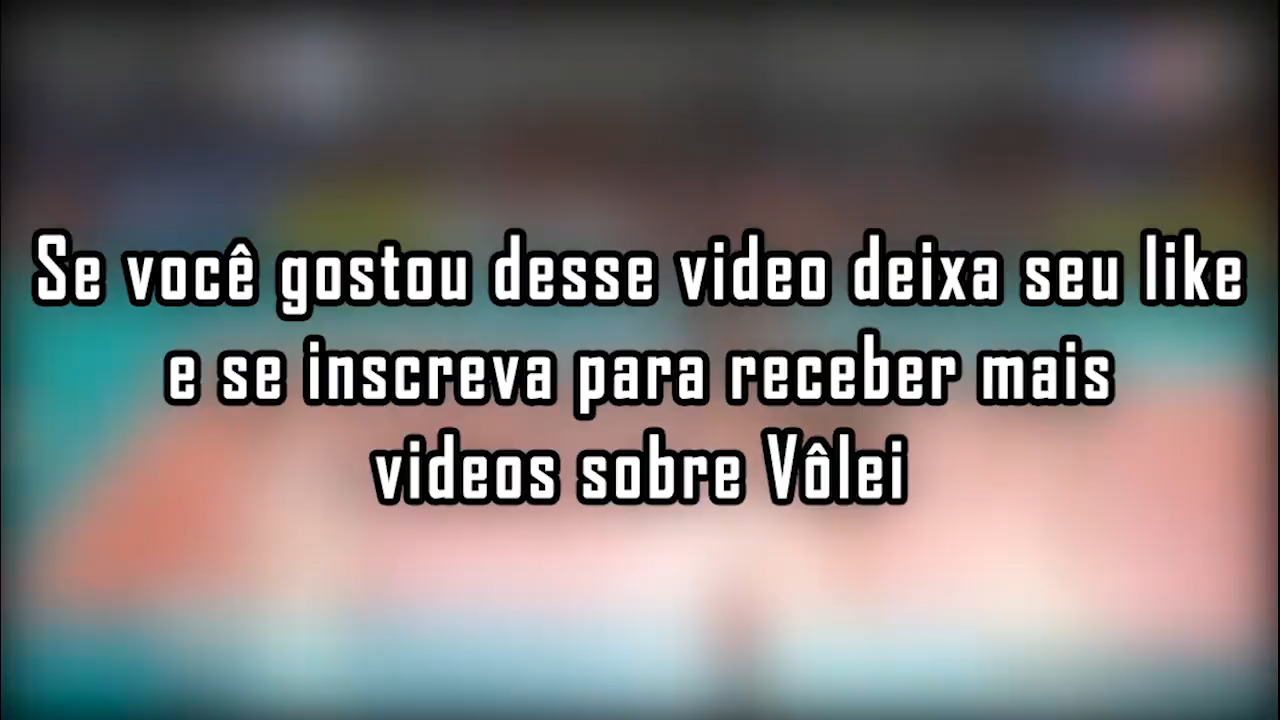 Se você gostou desse video deixa seu like
e se inscreva para receber mais
videos sobre Vôlei